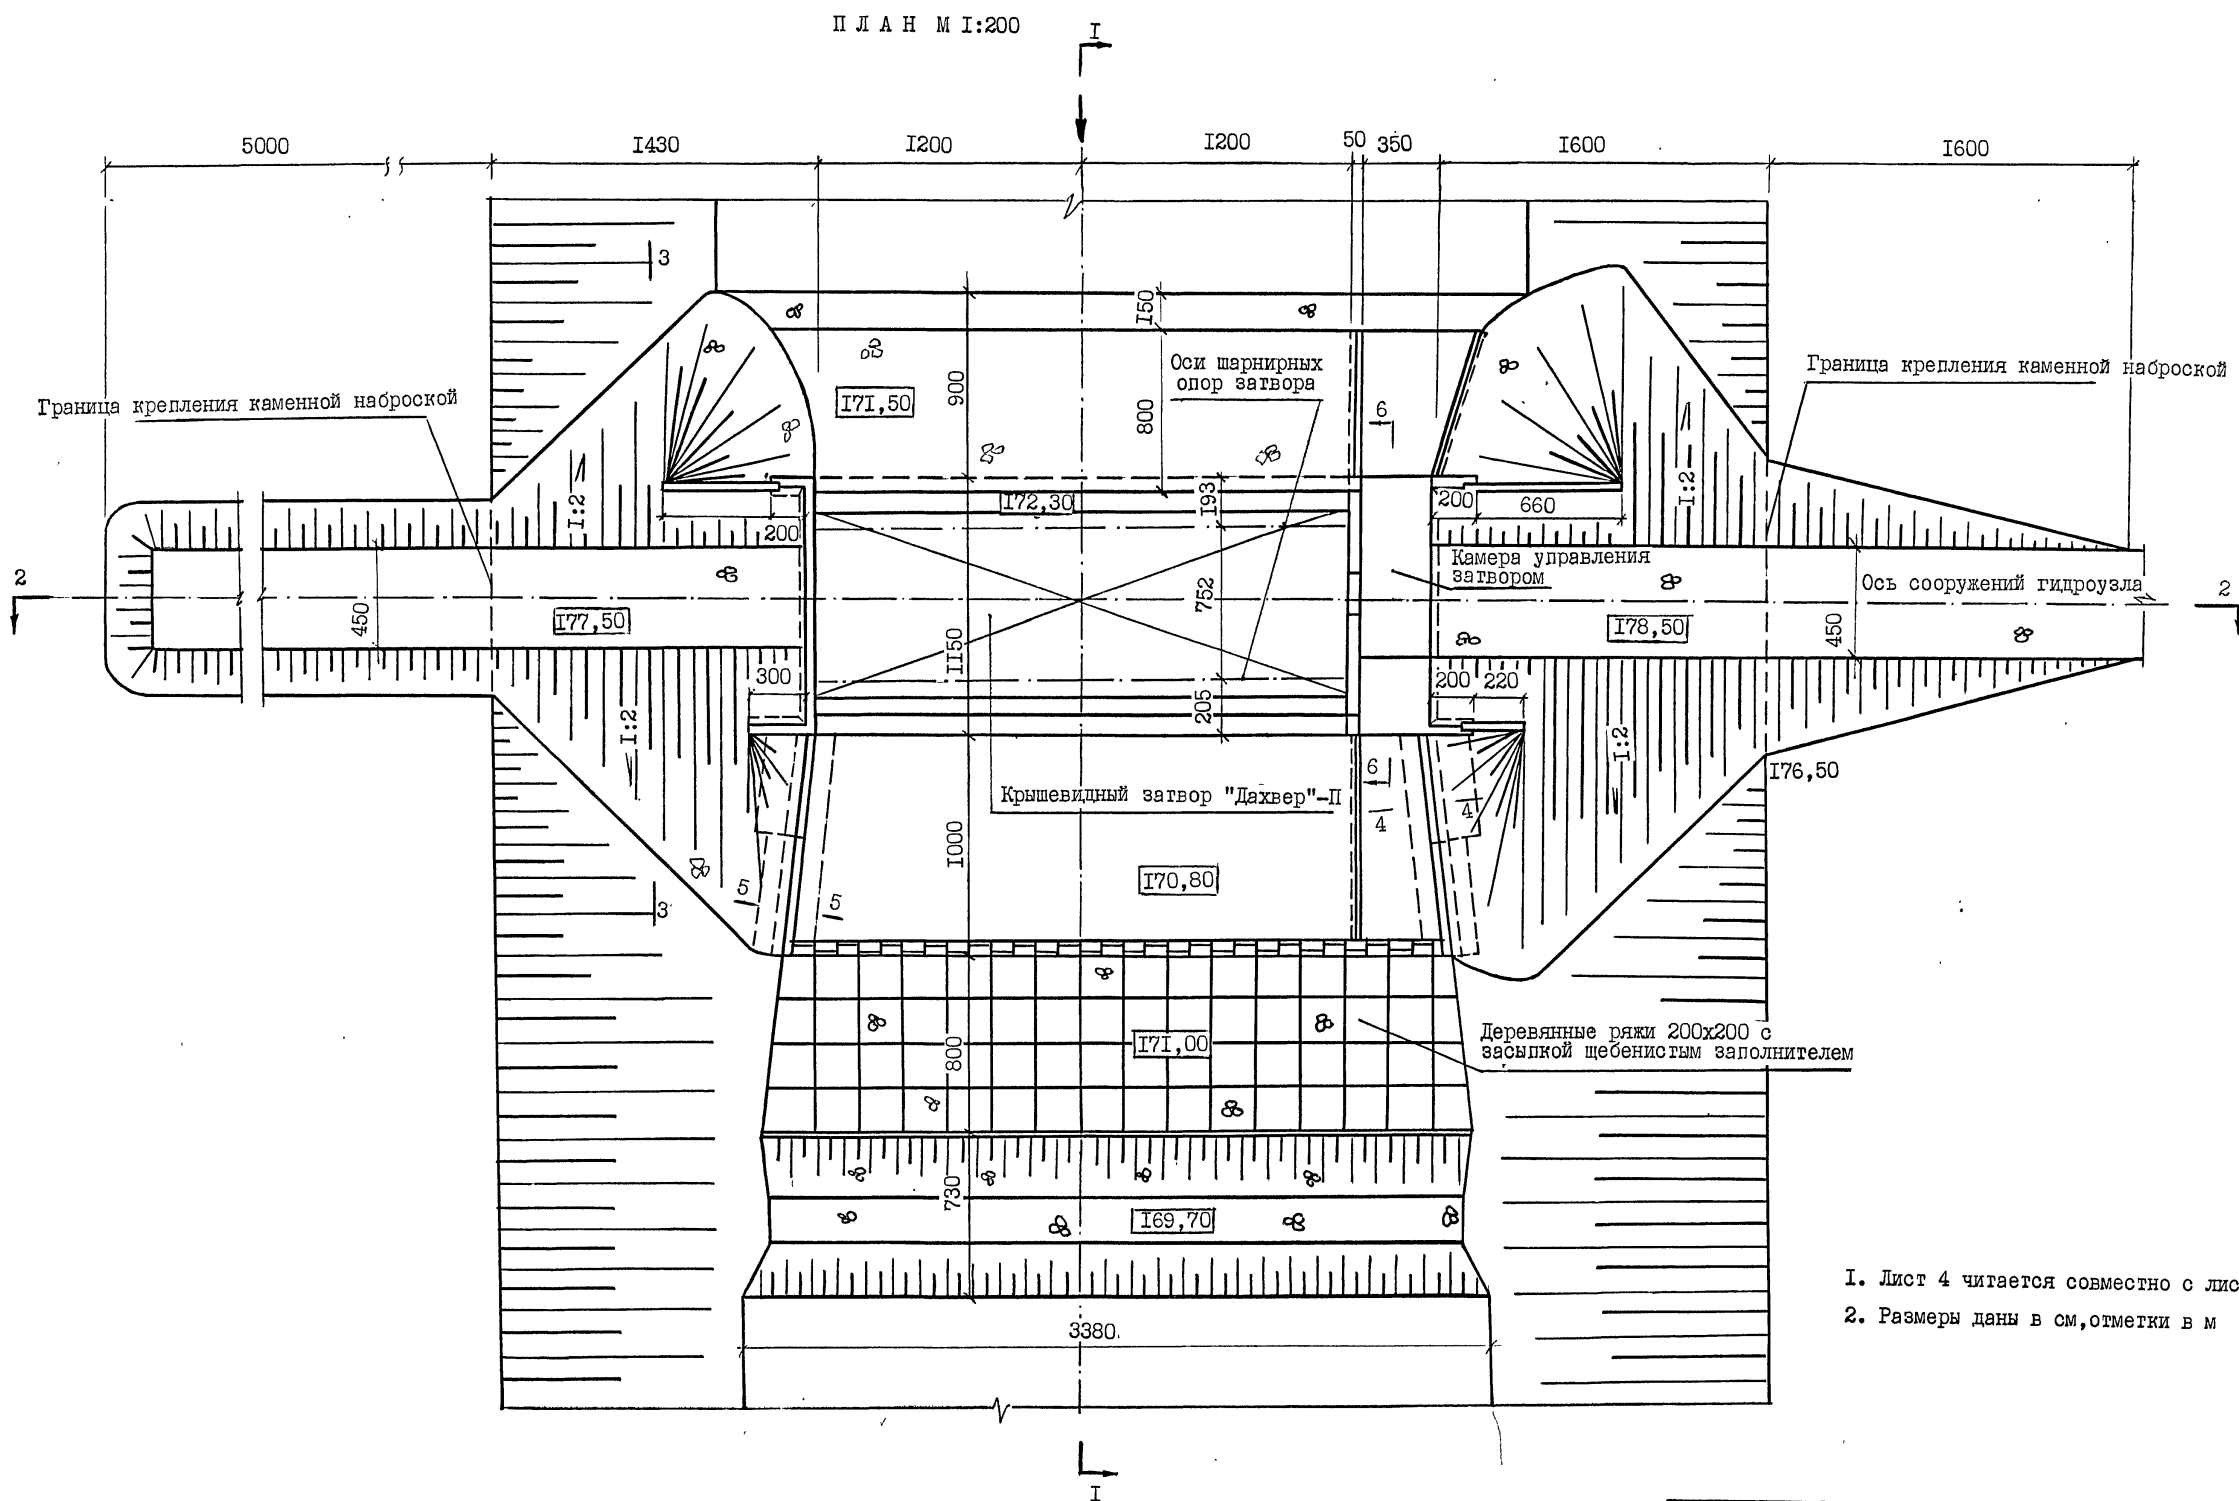 ПЛАН М I:200
I
5000
I430
I200
I200
50
350
I600
I600
3
I50
Оси шарнирных
опор затвора
Граница крепления каменной наброской
Граница крепления каменной наброской
I71,50
900
800
6
I:2
I:2
I72,30
I93
200
660
200
Камера управления
затвором
2
Ось сооружений гидроузла
2
450
I77,50
752
I78,50
450
II50
300
200
220
205
I:2
I:2
6
I76,50
Крышевидный затвор "Дахвер"-П
4
4
I000
5
5
I70,80
3
Деревянные ряжи 200х200 с
засыпкой щебенистым заполнителем
I71,00
800
730
I69,70
I. Лист 4 читается совместно с лис
2. Размеры даны в см,отметки в м
3380
I